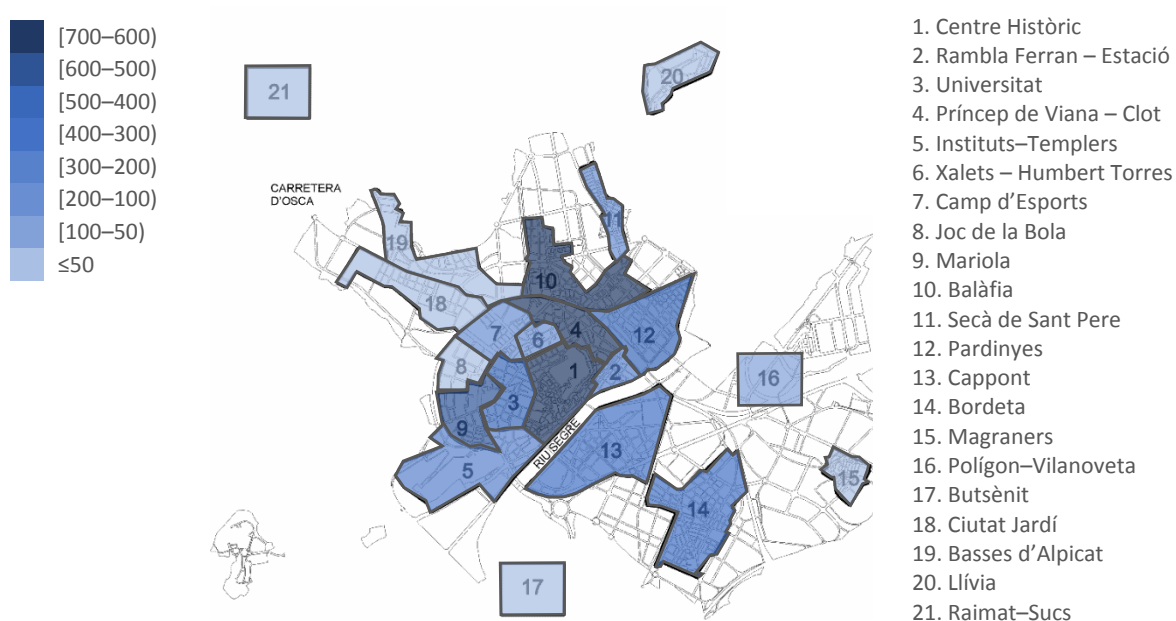 [700–600)
[600–500)
[500–400)
[400–300)
[300–200)
[200–100)
[100–50)
≤50
21
20
CARRETERA
D'OSCA
11
19
10
18
12
7
4
6
8
1
2
16
3
9
RIU SEGRE
13
5
15
14
17
1. Centre Històric
2. Rambla Ferran – Estació
3. Universitat
4. Príncep de Viana – Clot
5. Instituts–Templers
6. Xalets – Humbert Torres
7. Camp d’Esports
8. Joc de la Bola
9. Mariola
10. Balàfia
11. Secà de Sant Pere
12. Pardinyes
13. Cappont
14. Bordeta
15. Magraners
16. Polígon–Vilanoveta
17. Butsènit
18. Ciutat Jardí
19. Basses d’Alpicat
20. Llívia
21. Raimat–Sucs